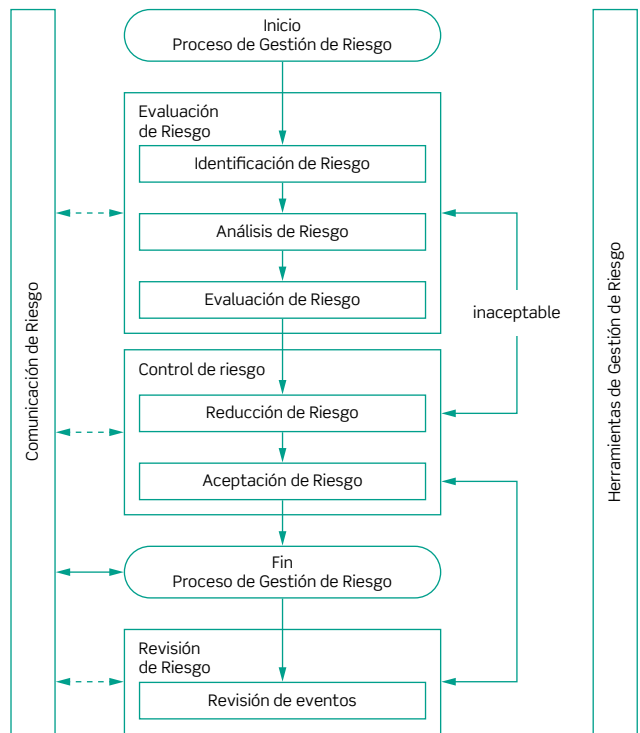 Inicio
Proceso de Gestión de Riesgo
Evaluación
de Riesgo
Identificación de Riesgo
Análisis de Riesgo
Evaluación de Riesgo
inaceptable
Control de riesgo
Reducción de Riesgo
Aceptación de Riesgo
Fin
Proceso de Gestión de Riesgo
Revisión
de Riesgo
Revisión de eventos
Comunicación de Riesgo
Herramientas de Gestión de Riesgo